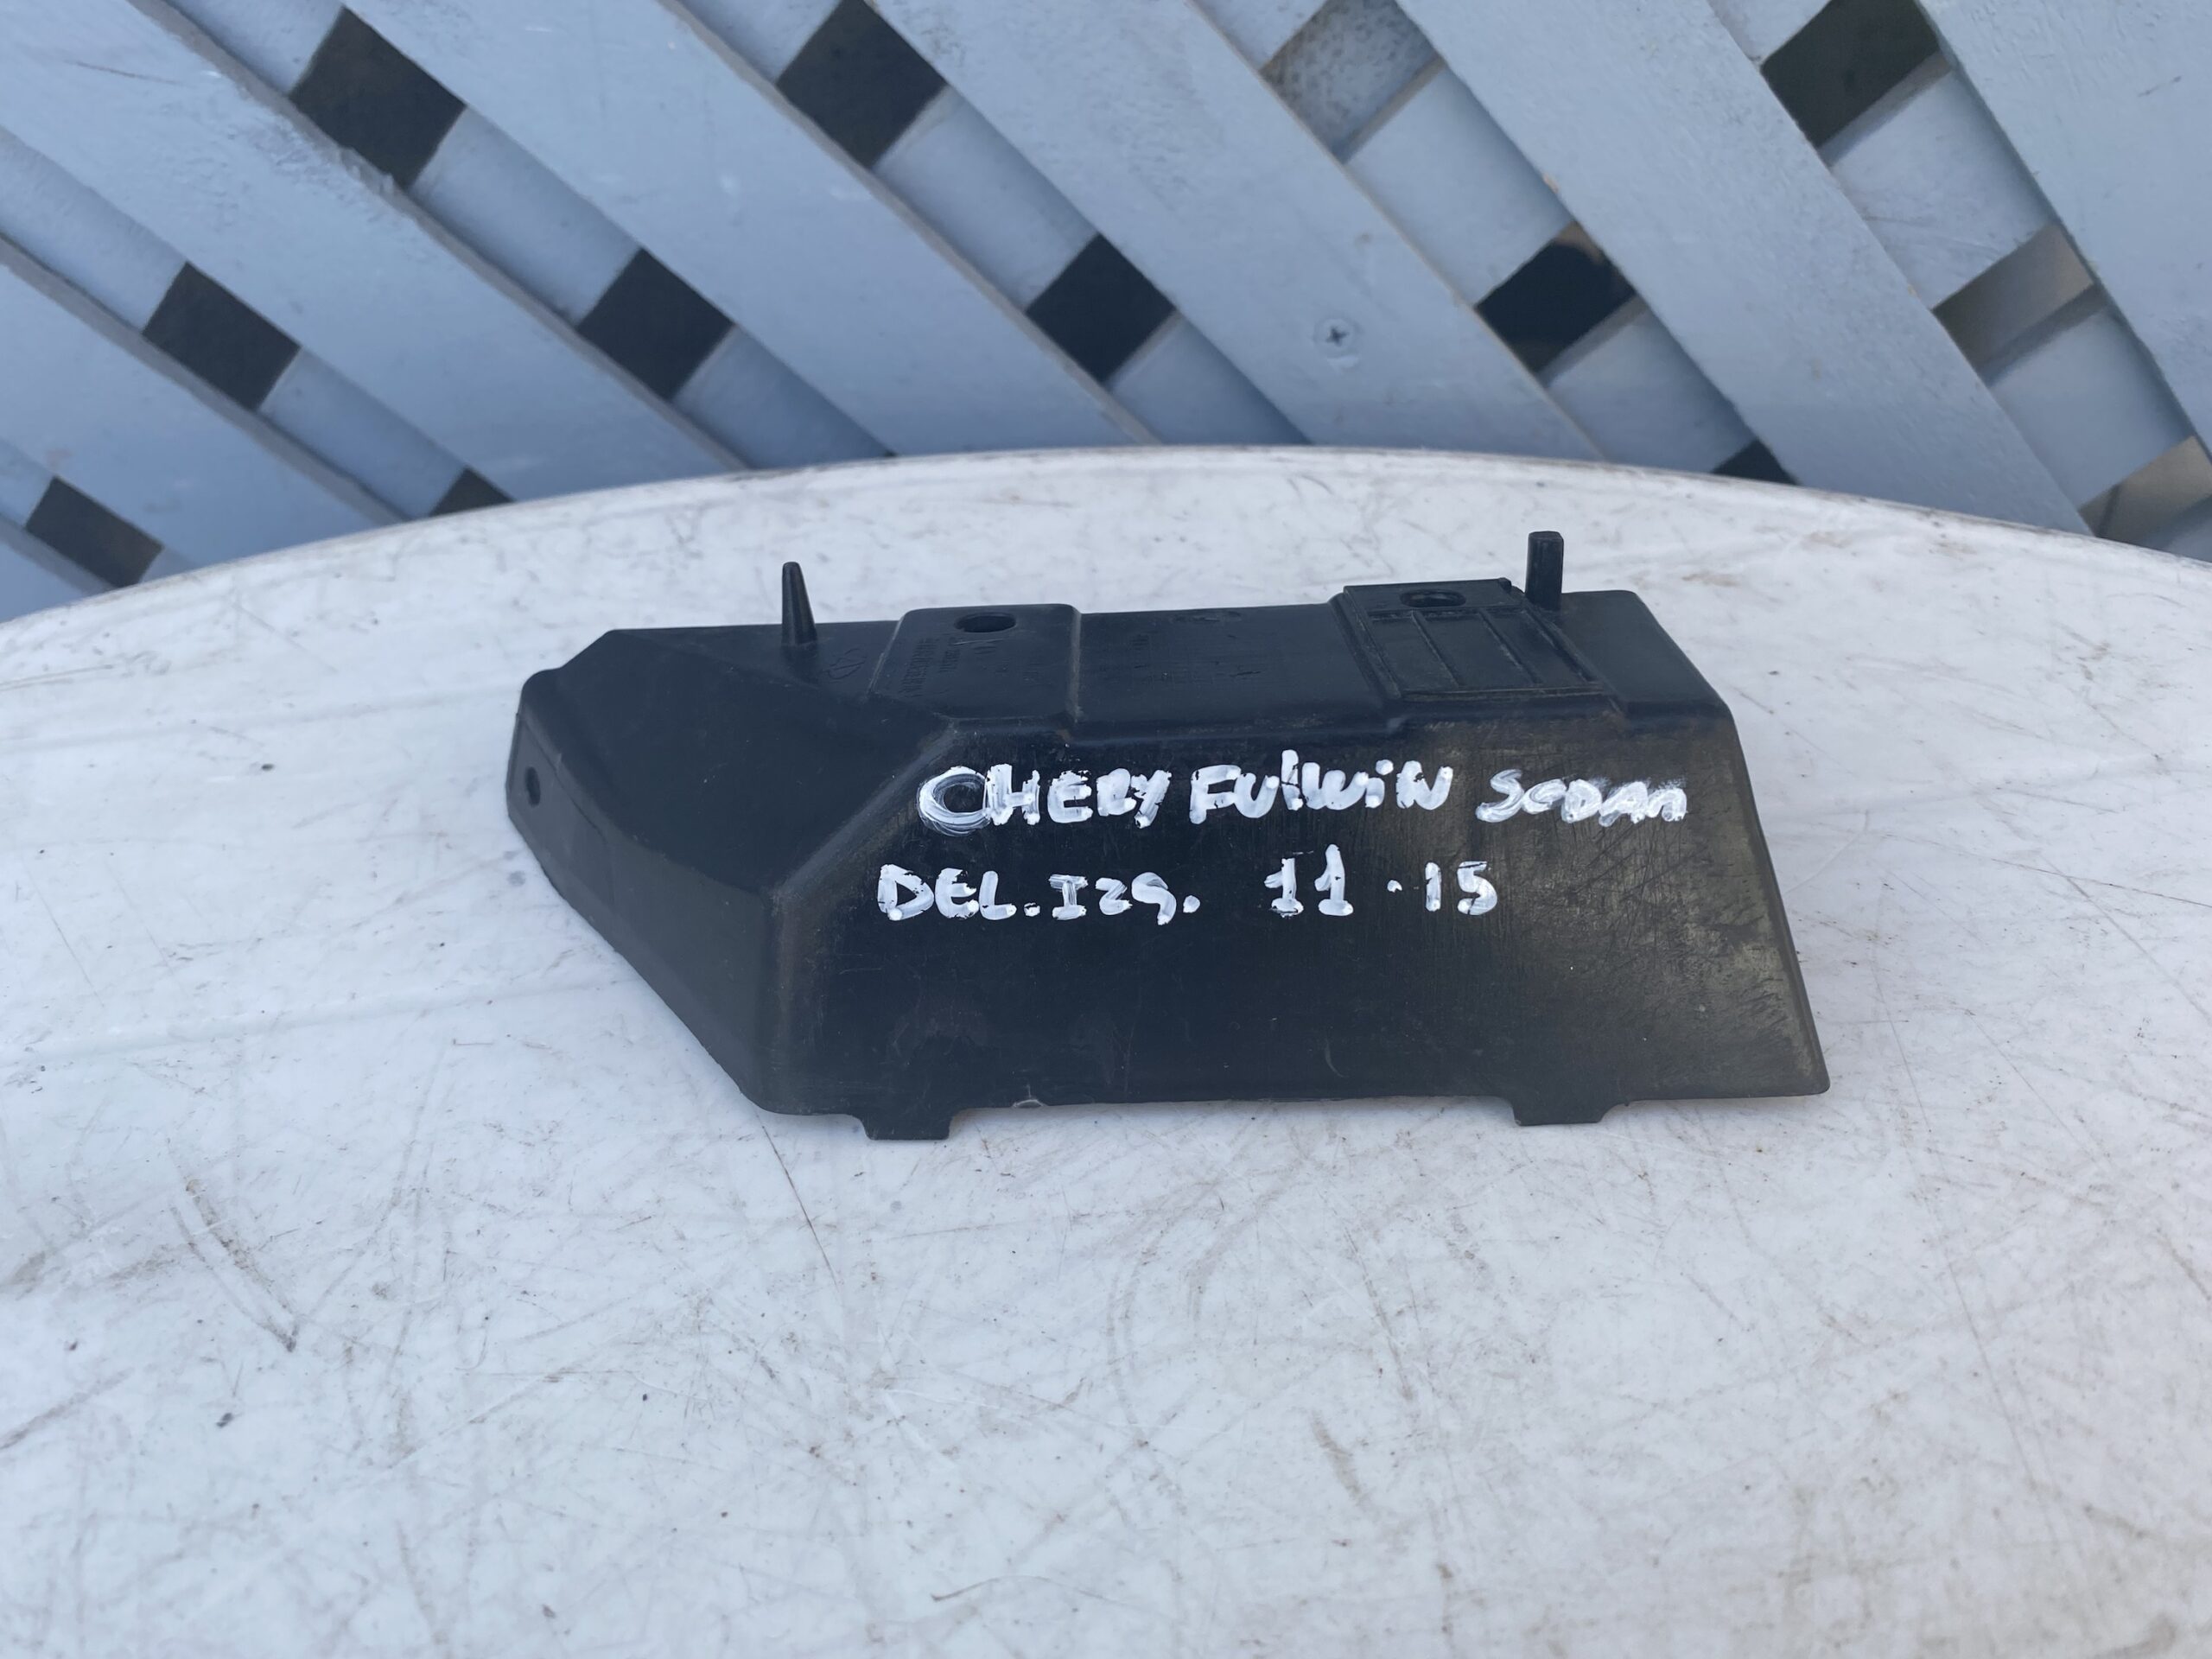 CHERY FULWIN SEDAN
DEL. IZQ. 11 - 15